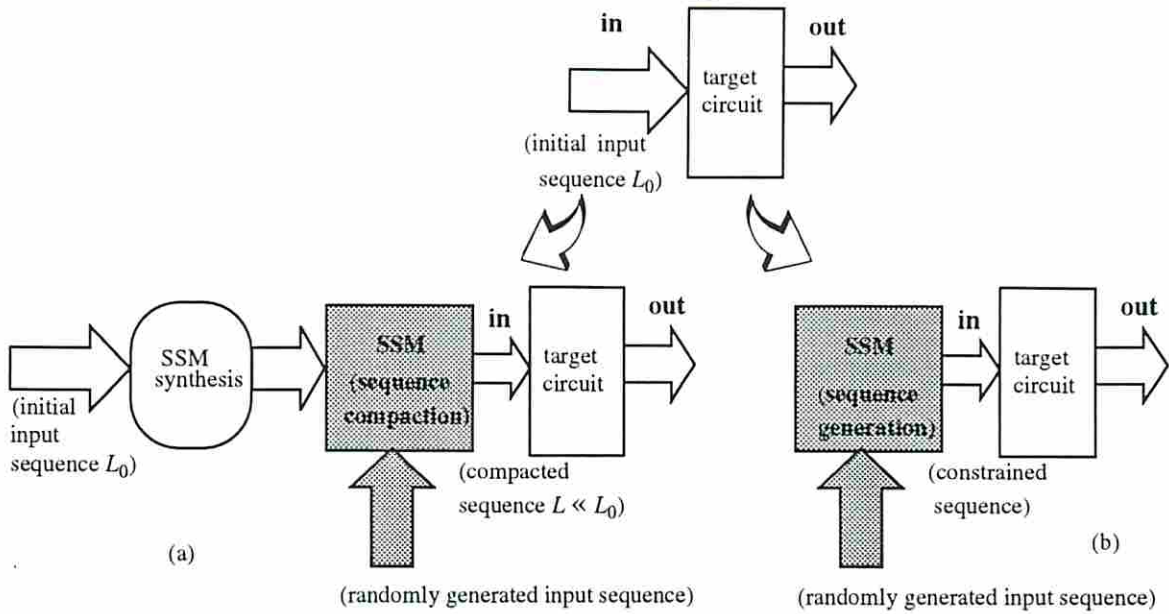 in
out
target
circuit
(initial input
sequence L₀)
SSM
synthesis
(initial
input
sequence L₀)
SSM
(sequence
compaction)
in
target
circuit
out
(compacted
sequence L ≪ L₀)
(a)
(randomly generated input sequence)
SSM
(sequence
generation)
in
target
circuit
out
(constrained
sequence)
(b)
(randomly generated input sequence)